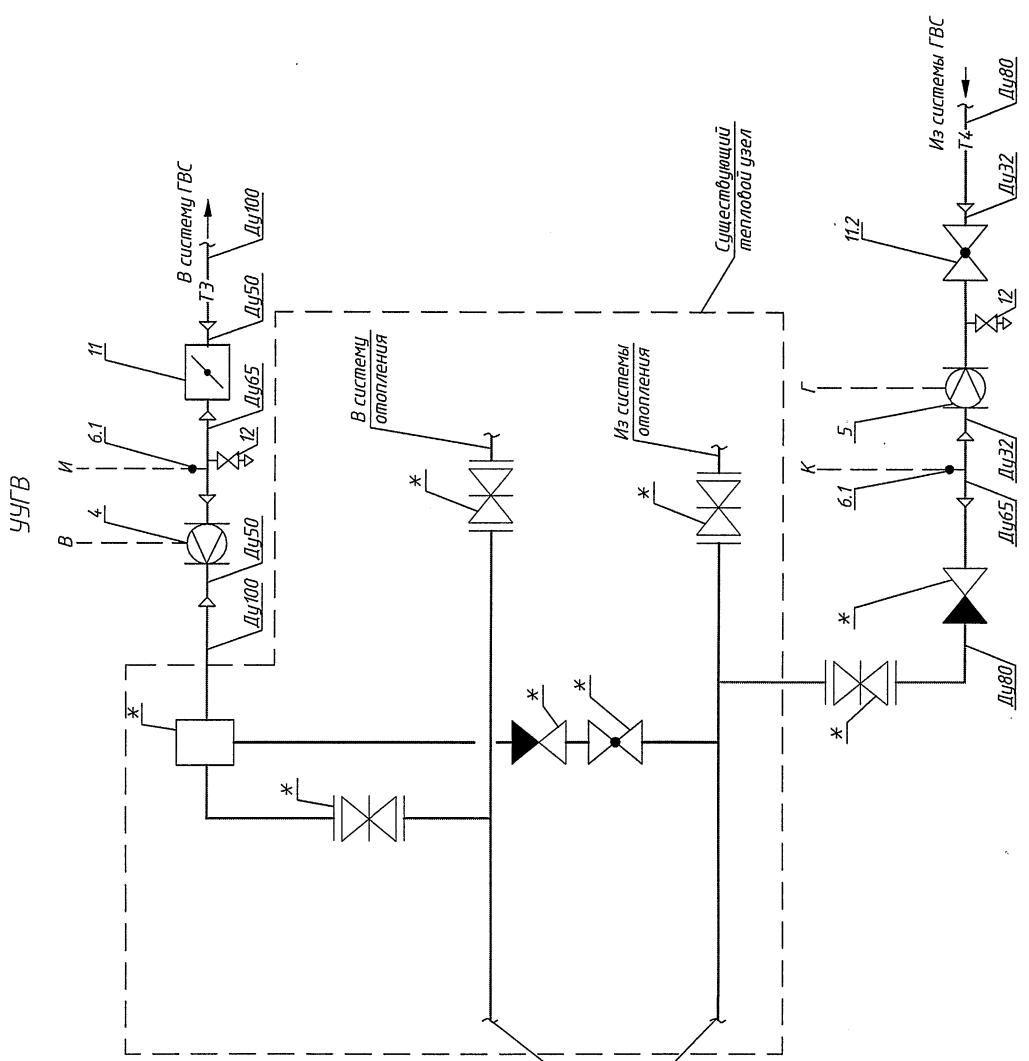 УУГВ
В
4
И
6.1
11
В систему ГВС
Т3
Ду100
Ду50
Ду65
12
Ду50
Ду100
*
*
В систему
отопления
*
Из системы
отопления
*
*
*
Существующий
тепловой узел
Из системы ГВС
Т4
Ду80
Ду32
11.2
12
Г
5
К
6.1
Ду32
Ду65
*
*
Ду80